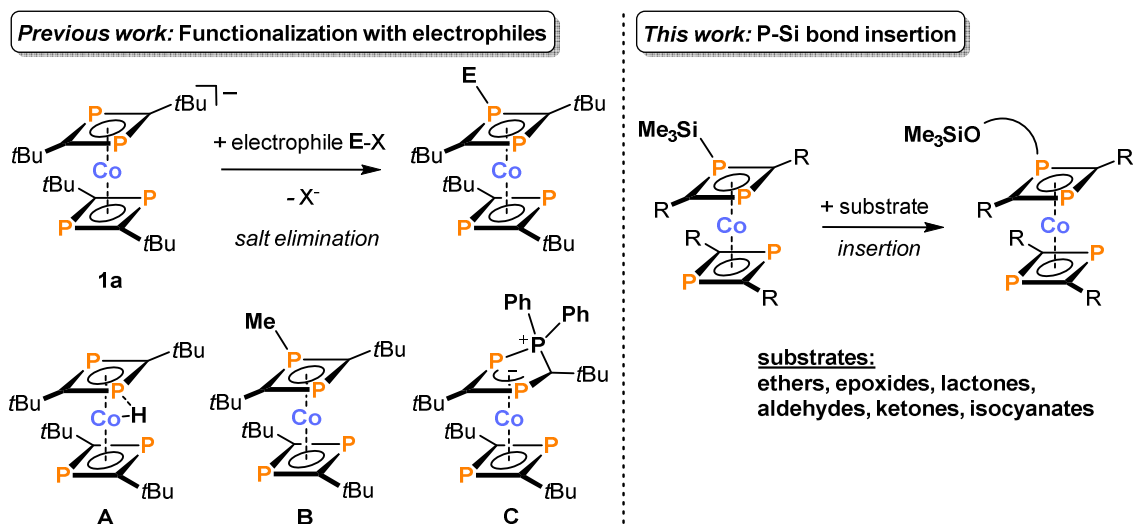 Previous work: Functionalization with electrophiles
This work: P-Si bond insertion
E
P
tBu
–
P
tBu
Co
tBu
P
P
tBu
1a
+ electrophile E-X
- X-
salt elimination
P
tBu
P
tBu
Co
tBu
P
P
tBu
P
tBu
P
tBu
Co
H
tBu
P
P
tBu
A
Me
P
tBu
P
tBu
Co
tBu
P
P
tBu
B
Ph
Ph
+
P
P
–
P
tBu
tBu
Co
tBu
P
P
tBu
C
Me3Si
P
R
P
R
Co
R
P
P
R
+ substrate
insertion
Me3SiO
P
R
P
R
Co
R
P
P
R
substrates:
ethers, epoxides, lactones,
aldehydes, ketones, isocyanates